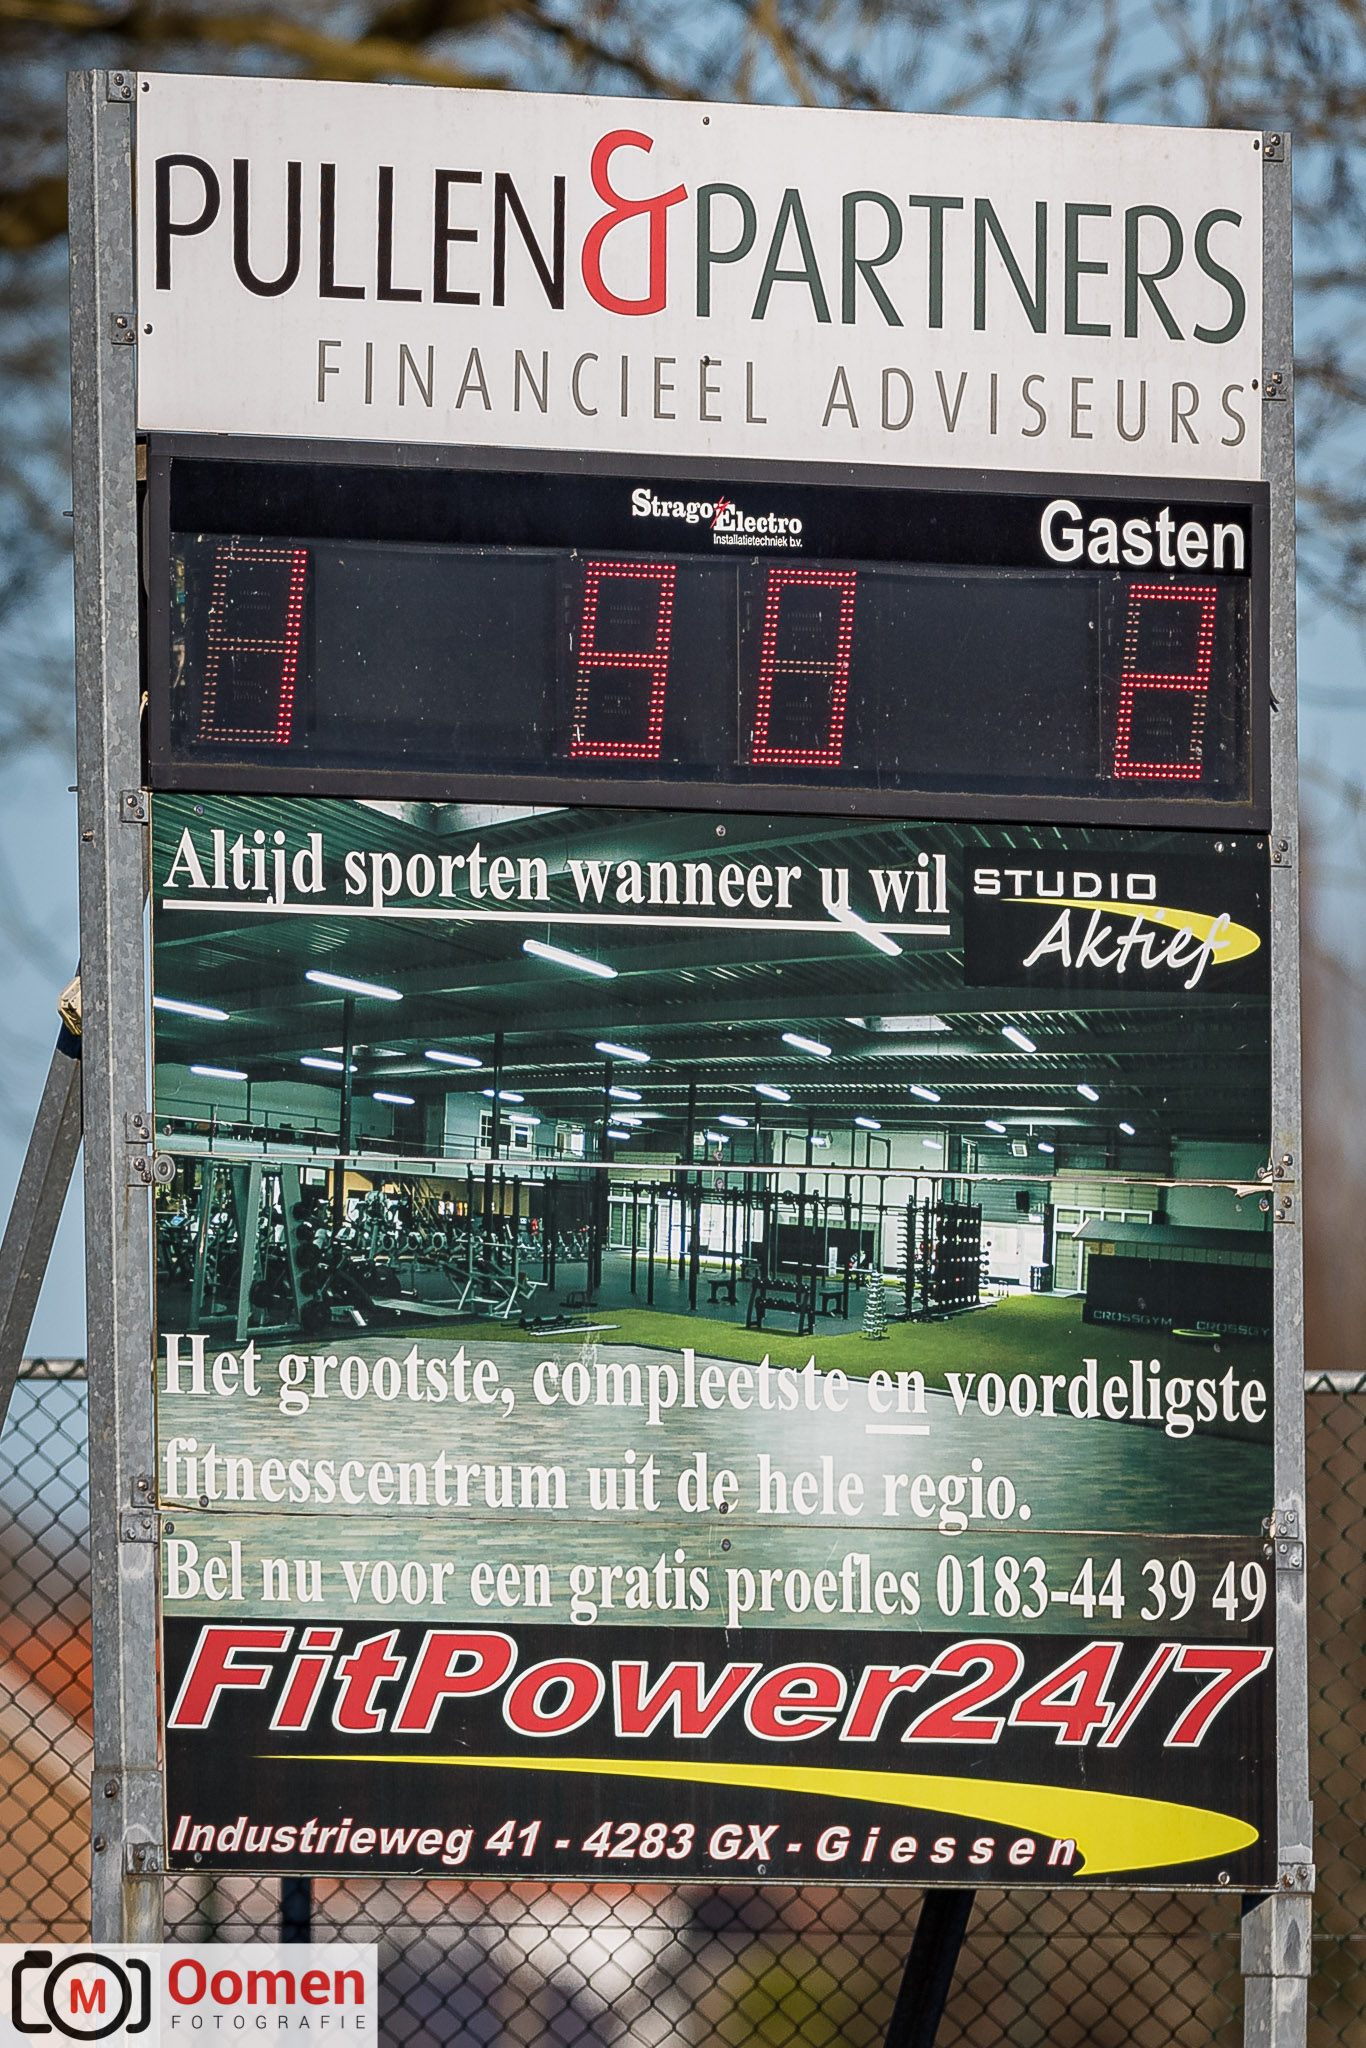 PULLEN&PARTNERS
FINANCIEEL ADVISEURS
Strago Electro
Installatietechniek b.v.
Gasten
1 90 2
Altijd sporten wanneer u wil
STUDIO
Aktief
CROSSGYM CROSSGY
Het grootste, compleetste en voordeligste
fitnesscentrum uit de hele regio.
Bel nu voor een gratis proefles 0183-44 39 49
FitPower24/7
Industrieweg 41 - 4283 GX - Giessen
M Oomen
FOTOGRAFIE